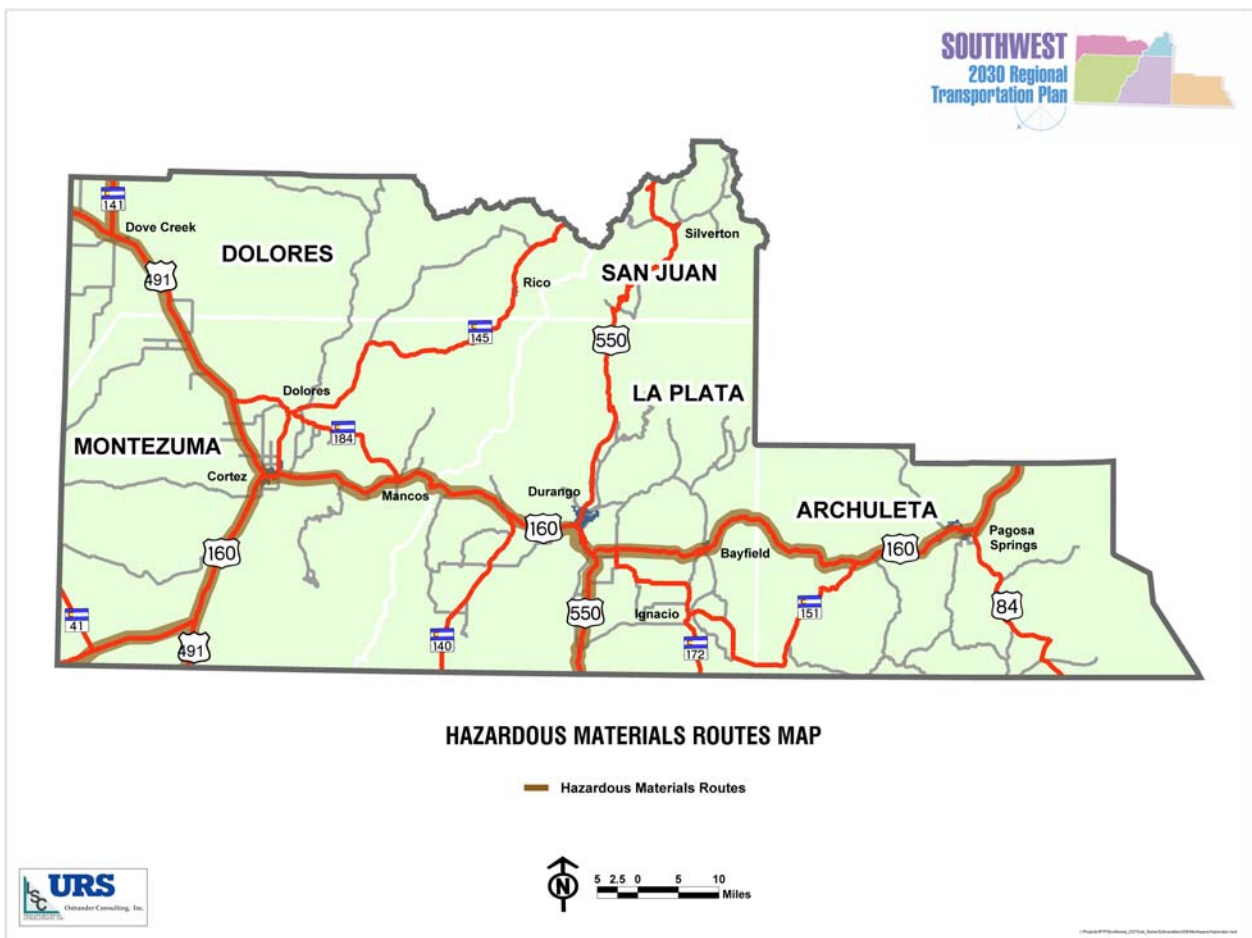 SOUTHWEST
2030 Regional
Transportation Plan
141
Dove Creek
DOLORES
491
Silverton
SAN JUAN
Rico
145
550
Dolores
LA PLATA
184
MONTEZUMA
Cortez
Mancos
Durango
ARCHULETA
160
160
160
Pagosa
Springs
Bayfield
41
550
Ignacio
151
84
491
140
172
HAZARDOUS MATERIALS ROUTES MAP
Hazardous Materials Routes
N
5 2.5 0 5 10
Miles
URS
Ostrander Consulting, Inc.